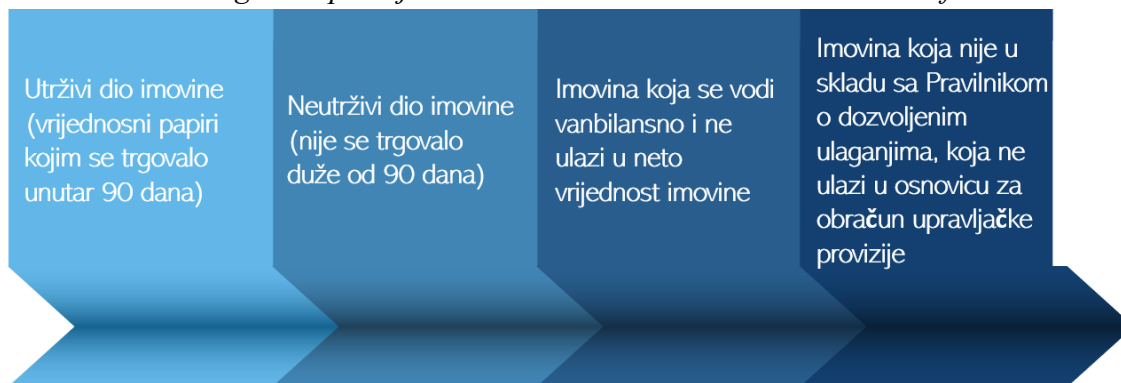 Utrživi dio imovine
(vrijednosni papiri
kojim se trgovalo
unutar 90 dana)
Neutrživi dio imovine
(nije se trgovalo
duže od 90 dana)
Imovina koja se vodi
vanbilansno i ne
ulazi u neto
vrijednost imovine
Imovina koja nije u
skladu sa Pravilnikom
o dozvoljenim
ulaganjima, koja ne
ulazi u osnovicu za
obračun upravljačke
provizije